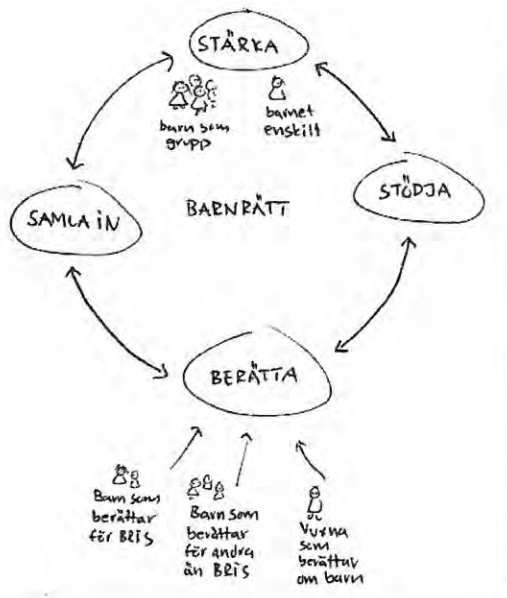 STÄRKA
barn som
grupp
barnet
enskilt
SAMLA iN
BARNRÄTT
STÖDJA
BERÄTTA
Barn som
berättar
för BRIS
Barn som
berättar
för andra
än BRIS
Vuxna
som
berättar
om barn